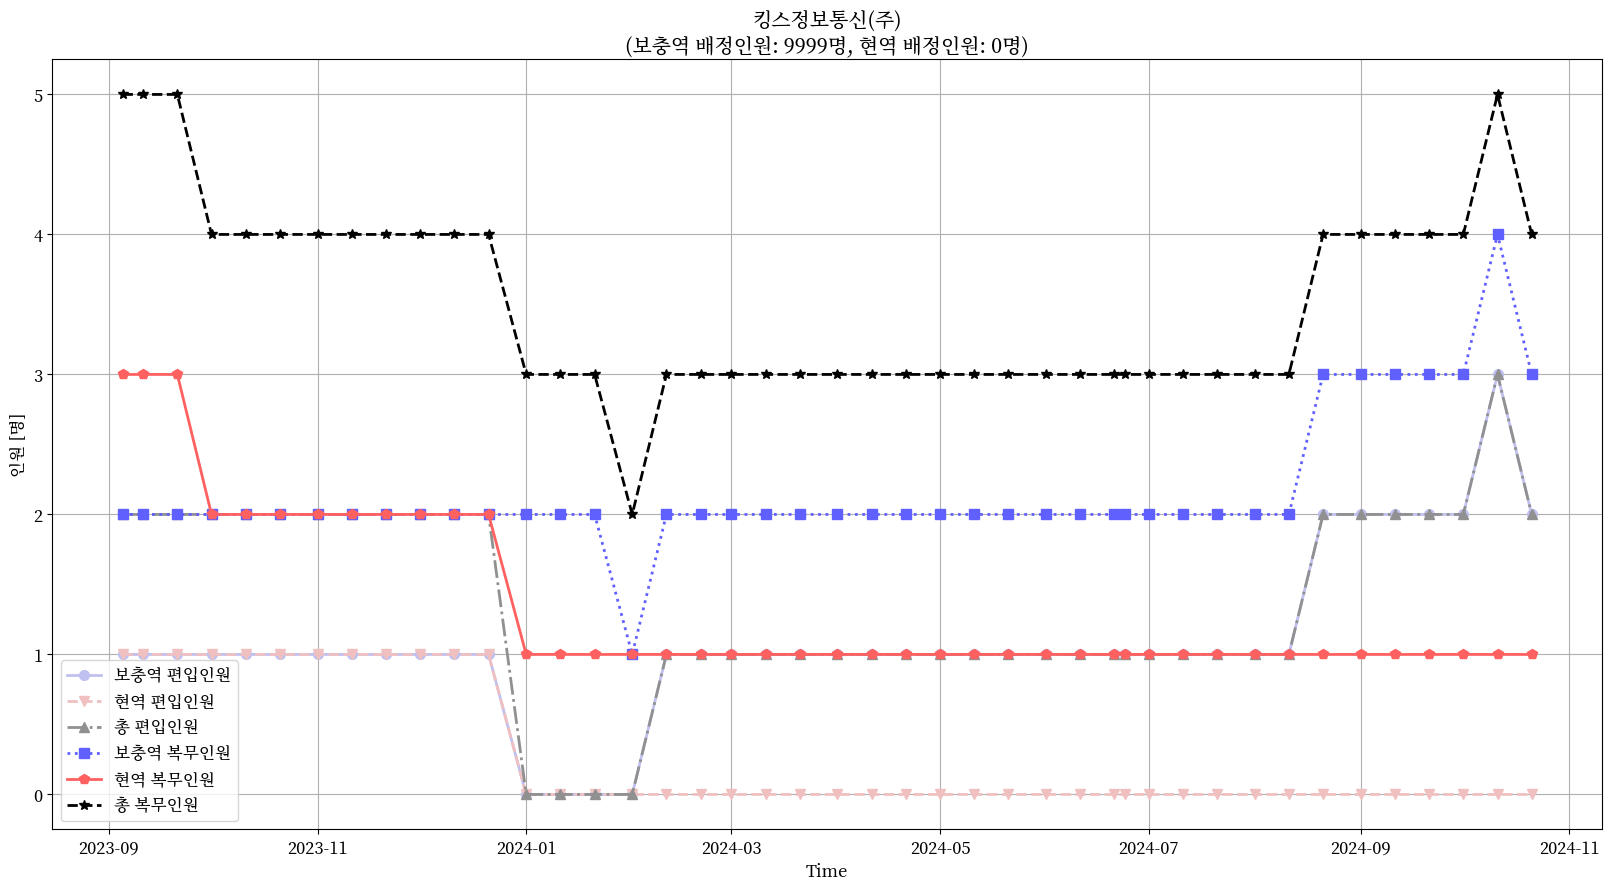 킹스정보통신(주)
(보충역 배정인원: 9999명, 현역 배정인원: 0명)
인원 [명]
5
4
3
2
1
0
보충역 편입인원
현역 편입인원
총 편입인원
보충역 복무인원
현역 복무인원
총 복무인원
2023-09
2023-11
2024-01
2024-03
2024-05
2024-07
2024-09
2024-11
Time